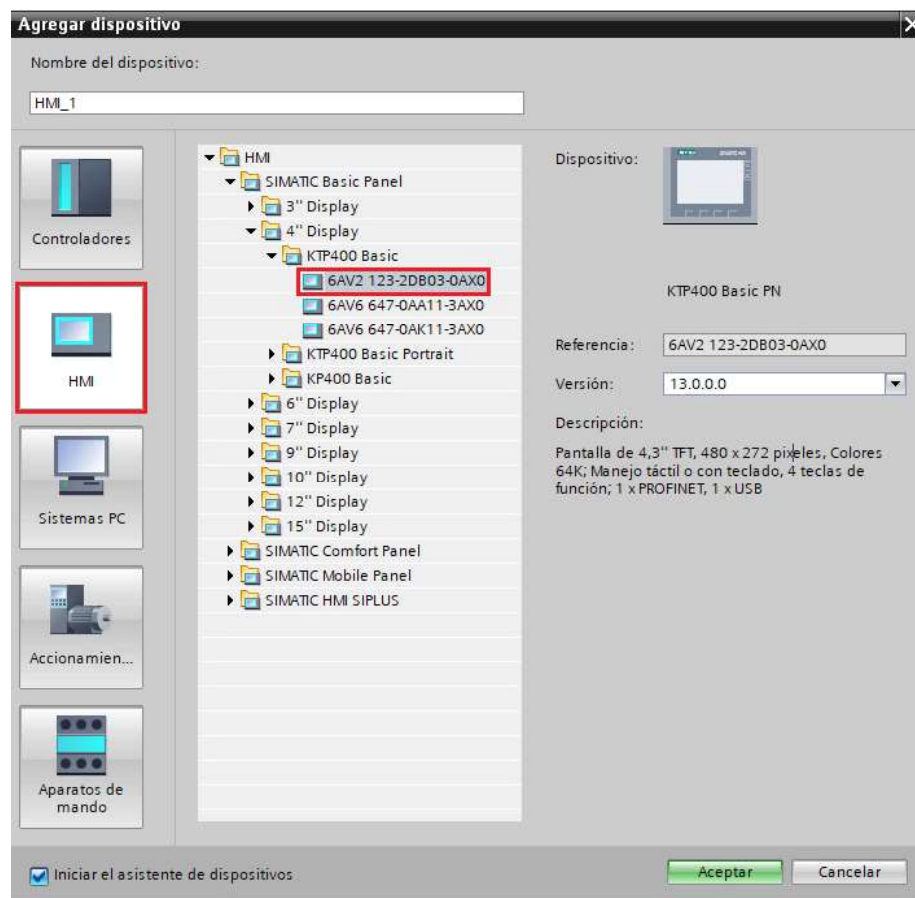 Agregar dispositivo
Nombre del dispositivo:
HMI_1
Controladores
HMI
Sistemas PC
Accionamien...
Aparatos de
mando
HMI
SIMATIC Basic Panel
3'' Display
4'' Display
KTP400 Basic
6AV2 123-2DB03-0AX0
6AV6 647-0AA11-3AX0
6AV6 647-0AK11-3AX0
KTP400 Basic Portrait
KP400 Basic
6'' Display
7'' Display
9'' Display
10'' Display
12'' Display
15'' Display
SIMATIC Comfort Panel
SIMATIC Mobile Panel
SIMATIC HMI SIPLUS
Dispositivo:
KTP400 Basic PN
Referencia: 6AV2 123-2DB03-0AX0
Versión: 13.0.0.0
Descripción:
Pantalla de 4,3'' TFT, 480 x 272 pixeles, Colores
64K; Manejo táctil o con teclado, 4 teclas de
función; 1 x PROFINET, 1 x USB
Iniciar el asistente de dispositivos
Aceptar
Cancelar